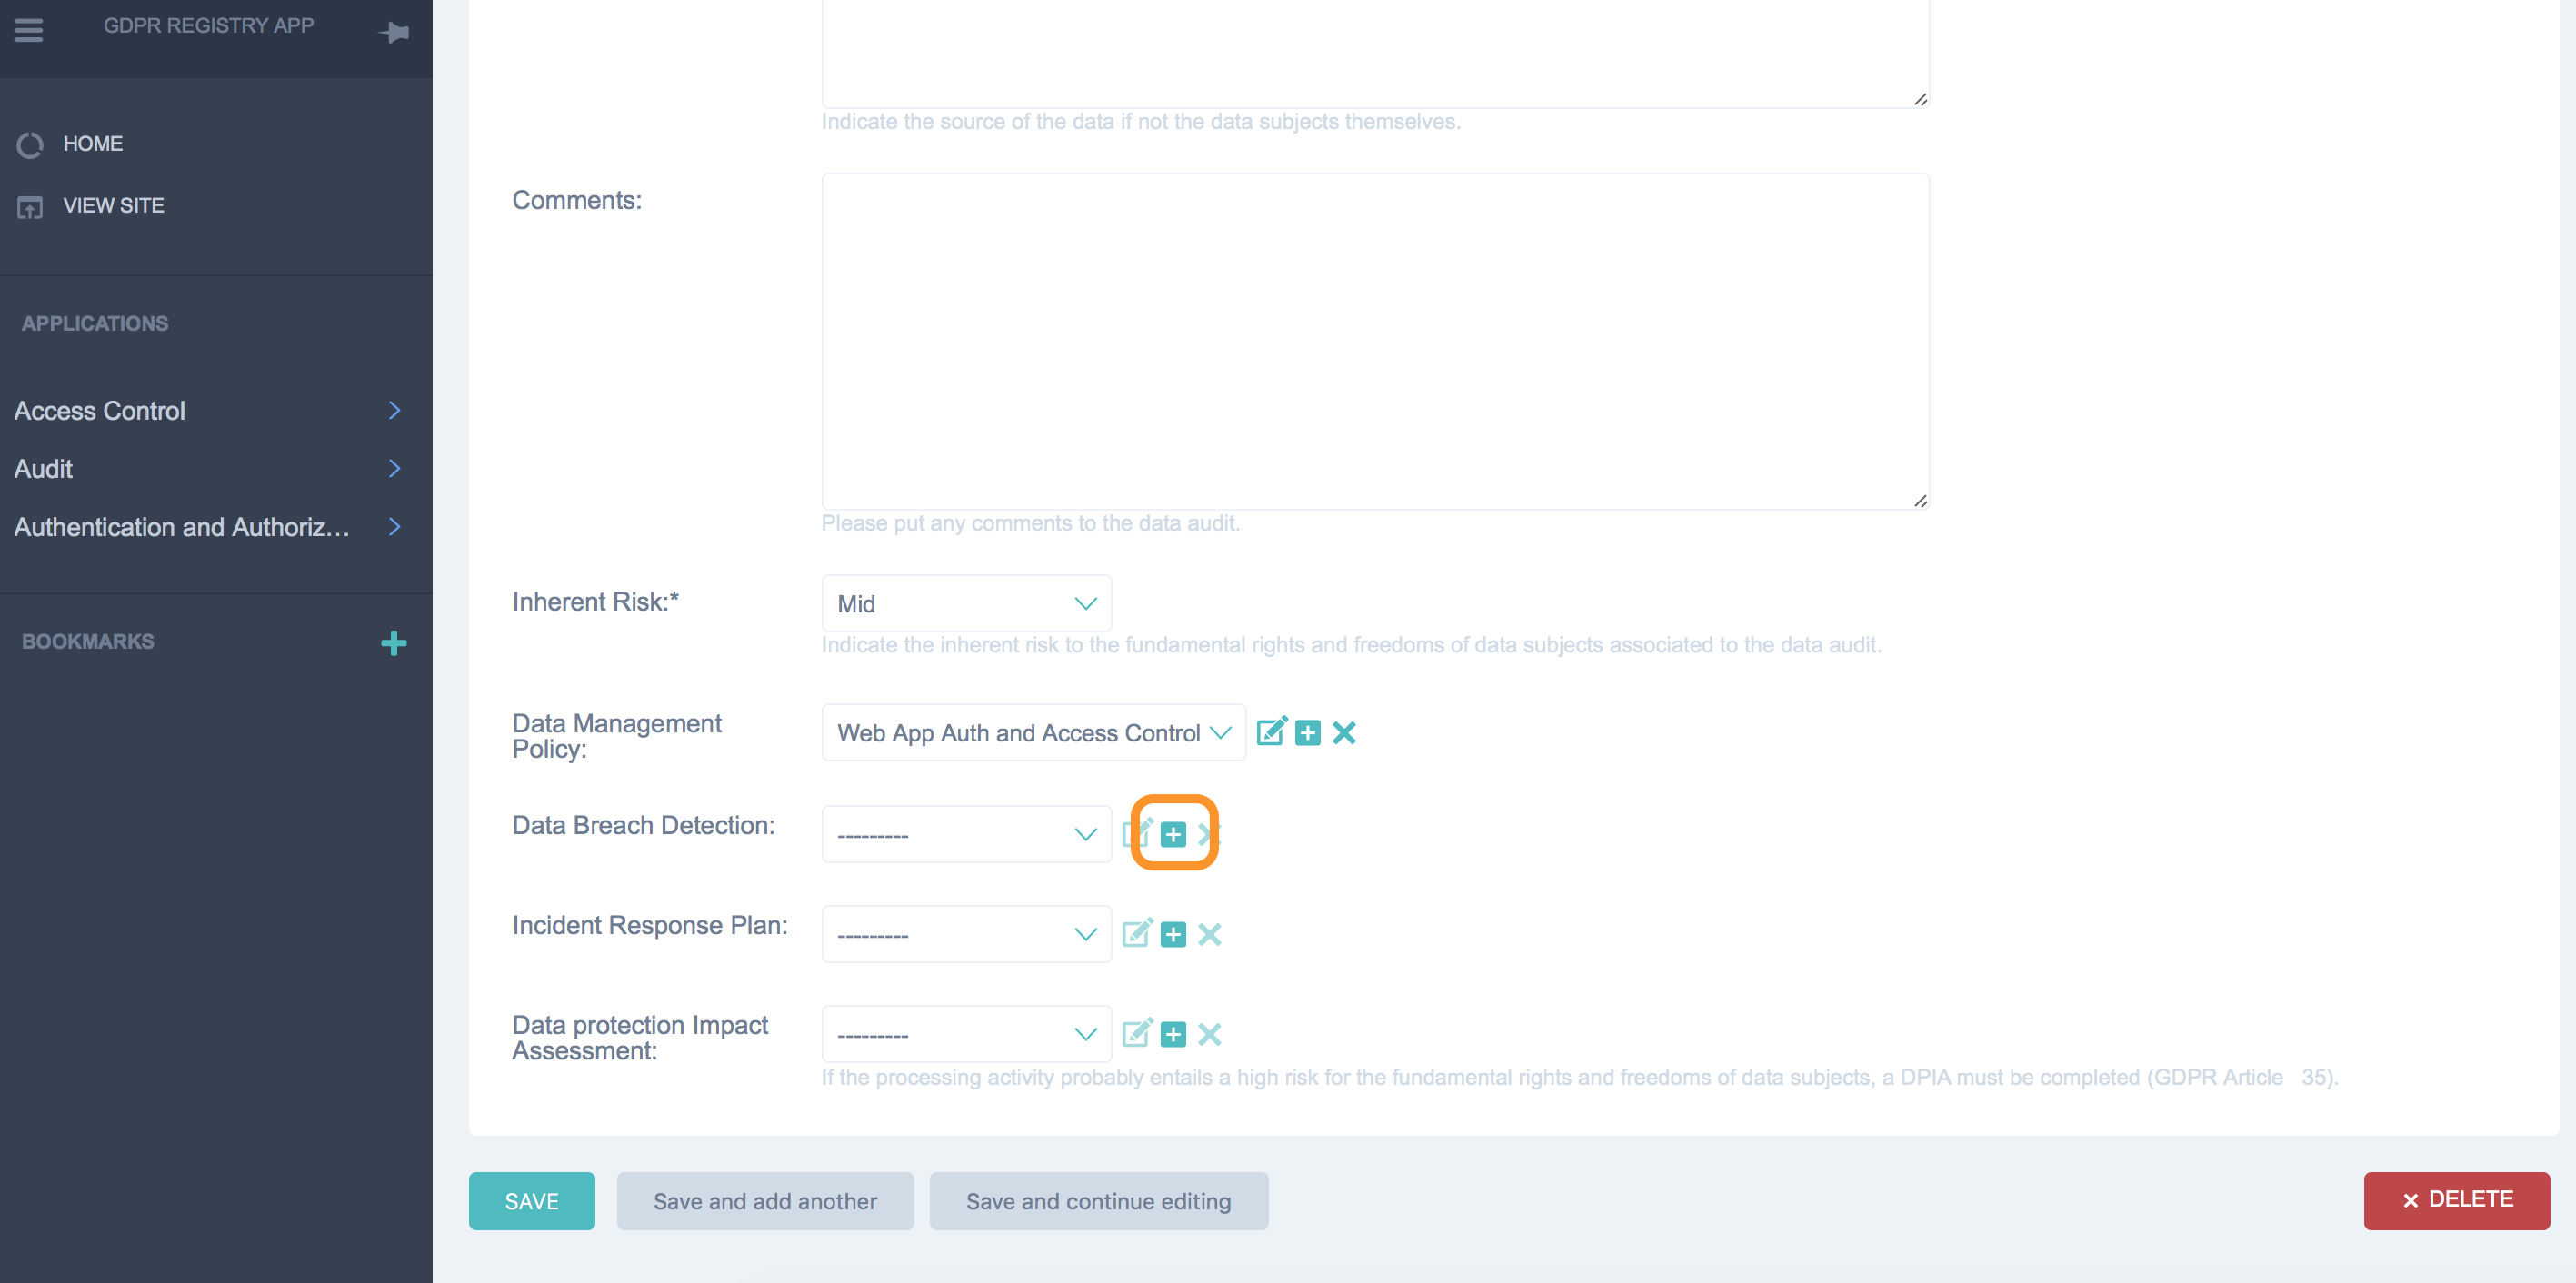 GDPR REGISTRY APP
HOME
VIEW SITE
APPLICATIONS
Access Control
Audit
Authentication and Authoriz...
BOOKMARKS
Indicate the source of the data if not the data subjects themselves.
Comments:
Please put any comments to the data audit.
Inherent Risk:*
Mid
Indicate the inherent risk to the fundamental rights and freedoms of data subjects associated to the data audit.
Data Management
Policy:
Web App Auth and Access Control
Data Breach Detection:
---------
Incident Response Plan:
---------
Data protection Impact
Assessment:
---------
If the processing activity probably entails a high risk for the fundamental rights and freedoms of data subjects, a DPIA must be completed (GDPR Article 35).
SAVE
Save and add another
Save and continue editing
DELETE